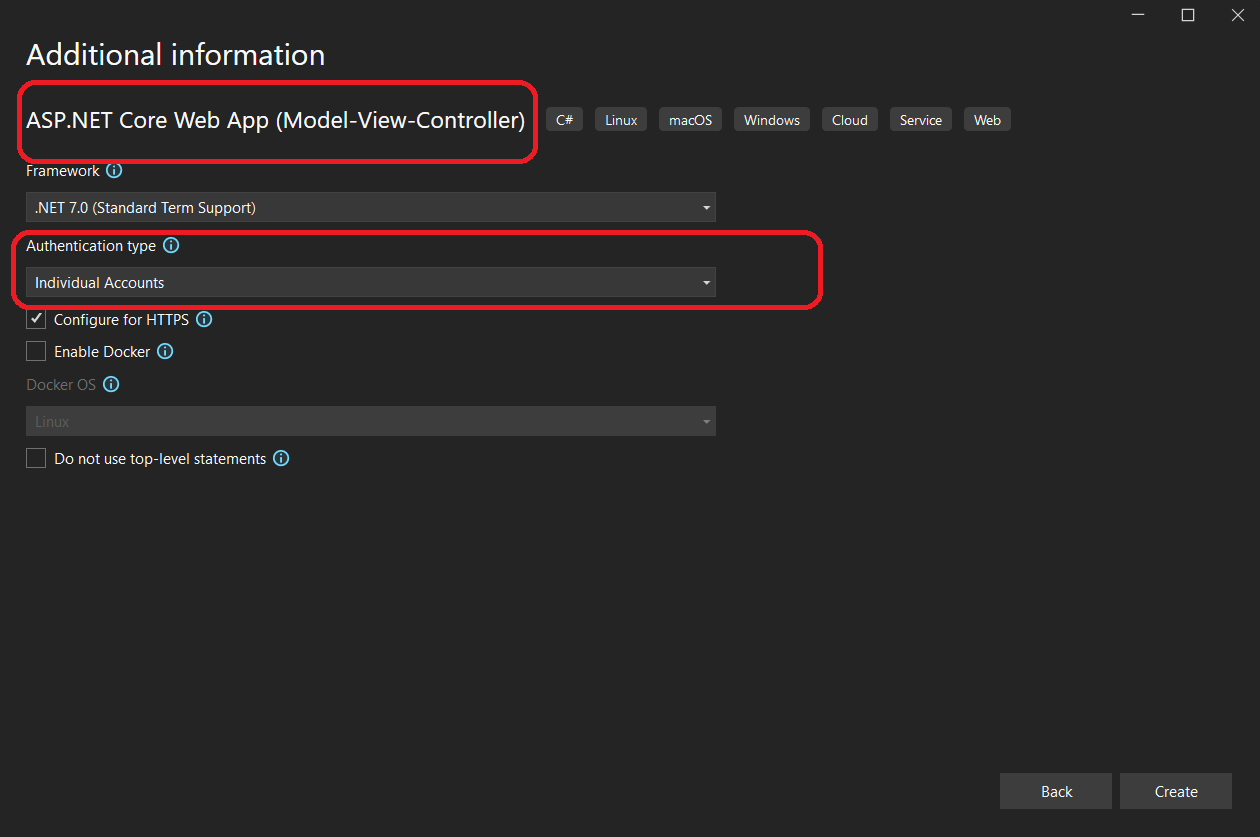 Additional information
ASP.NET Core Web App (Model-View-Controller) C# Linux macOS Windows Cloud Service Web
Framework
.NET 7.0 (Standard Term Support)
Authentication type
Individual Accounts
Configure for HTTPS
Enable Docker
Docker OS
Linux
Do not use top-level statements
Back Create